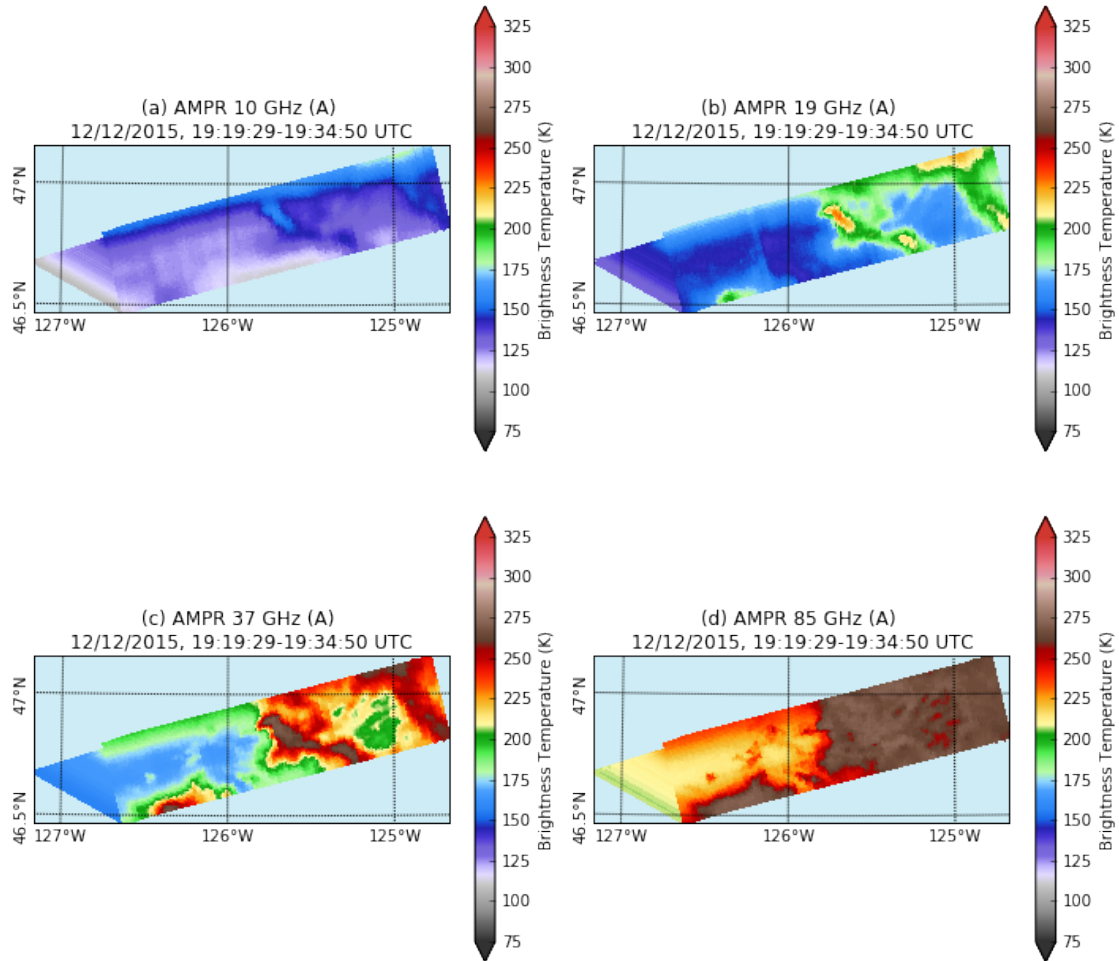 (a) AMPR 10 GHz (A)
12/12/2015, 19:19:29-19:34:50 UTC
47°N
46.5°N
127°W
126°W
125°W
325
300
275
250
225
200
175
150
125
100
75
Brightness Temperature (K)
(b) AMPR 19 GHz (A)
12/12/2015, 19:19:29-19:34:50 UTC
47°N
46.5°N
127°W
126°W
125°W
325
300
275
250
225
200
175
150
125
100
75
Brightness Temperature (K)
(c) AMPR 37 GHz (A)
12/12/2015, 19:19:29-19:34:50 UTC
47°N
46.5°N
127°W
126°W
125°W
325
300
275
250
225
200
175
150
125
100
75
Brightness Temperature (K)
(d) AMPR 85 GHz (A)
12/12/2015, 19:19:29-19:34:50 UTC
47°N
46.5°N
127°W
126°W
125°W
325
300
275
250
225
200
175
150
125
100
75
Brightness Temperature (K)